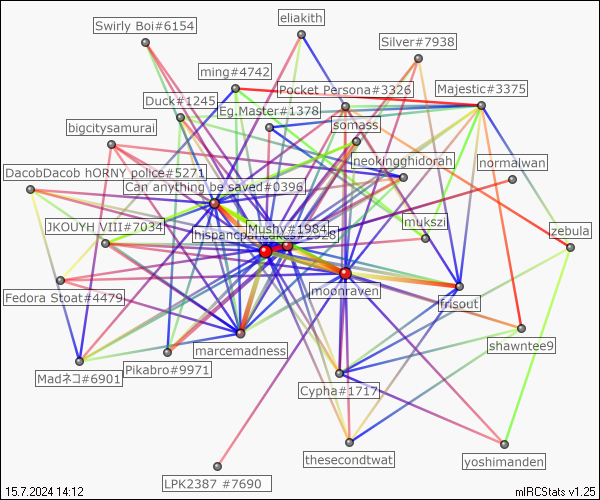 Swirly Boi#6154
eliakith
Silver#7938
ming#4742
Pocket Persona#3326
Majestic#3375
Duck#1245
Eg.Master#1378
somass
bigcitysamurai
neokingghidorah
normalwan
DacobDacob hORNY police#5271
Can anything be saved#0396
mukszi
JKOUYH VIII#7034
Mushy#1984
zebula
moonraven
Fedora Stoat#4479
frisout
marcemadness
shawntee9
Madネコ#6901
Pikabro#9971
Cypha#1717
thesecondtwat
yoshimanden
LPK2387 #7690
15.7.2024 14:12
mIRCStats v1.25